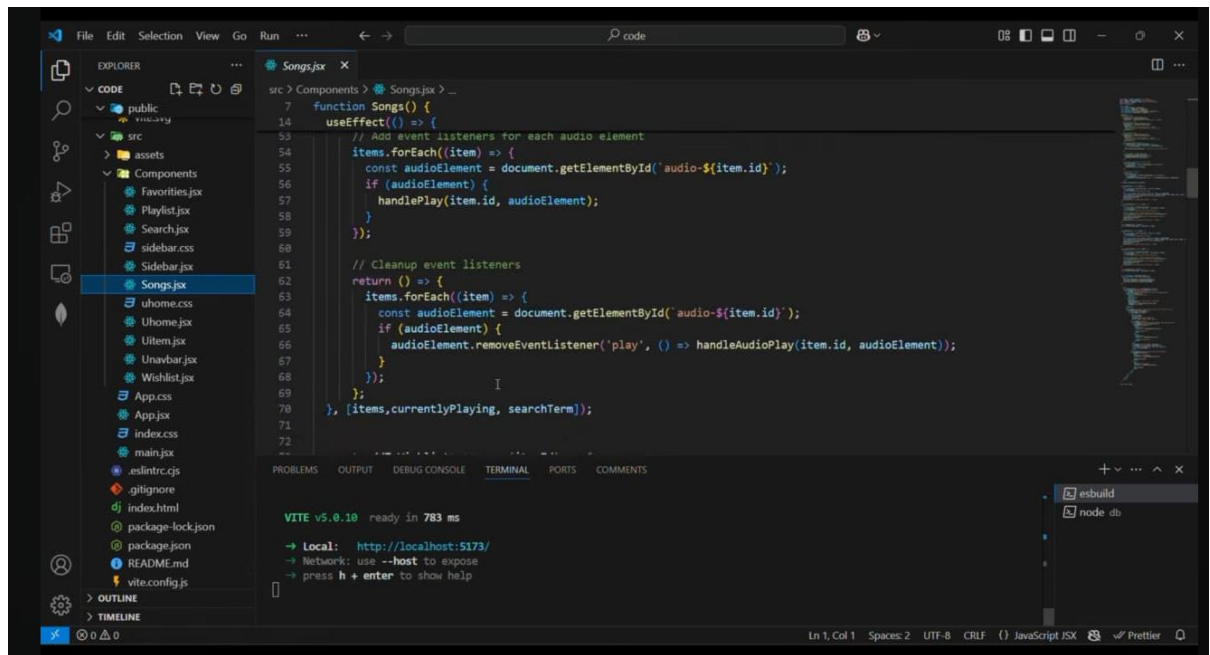 File Edit Selection View Go Run ... code
EXPLORER ...
CODE
public
vite.svg
src
assets
Components
Favorities.jsx
Playlist.jsx
Search.jsx
sidebar.css
Sidebar.jsx
Songs.jsx
uhome.css
Uhome.jsx
Uitem.jsx
Unavbar.jsx
Wishlist.jsx
App.css
App.jsx
index.css
main.jsx
.eslintrc.cjs
.gitignore
index.html
package-lock.json
package.json
README.md
vite.config.js
OUTLINE
TIMELINE
Songs.jsx
src > Components > Songs.jsx > ...
7 function Songs() {
14 useEffect(() => {
53 // Add event listeners for each audio element
54 items.forEach((item) => {
55 const audioElement = document.getElementById(`audio-${item.id}`);
56 if (audioElement) {
57 handlePlay(item.id, audioElement);
58 }
59 });
60
61 // Cleanup event listeners
62 return () => {
63 items.forEach((item) => {
64 const audioElement = document.getElementById(`audio-${item.id}`);
65 if (audioElement) {
66 audioElement.removeEventListener('play', () => handleAudioPlay(item.id, audioElement));
67 }
68 });
69 };
70 }, [items,currentlyPlaying, searchTerm]);
71
72
PROBLEMS OUTPUT DEBUG CONSOLE TERMINAL PORTS COMMENTS
VITE v5.0.10 ready in 783 ms
→ Local: http://localhost:5173/
→ Network: use --host to expose
→ press h + enter to show help
esbuild
node db
0 0 Ln 1, Col 1 Spaces: 2 UTF-8 CRLF {} JavaScript JSX Prettier